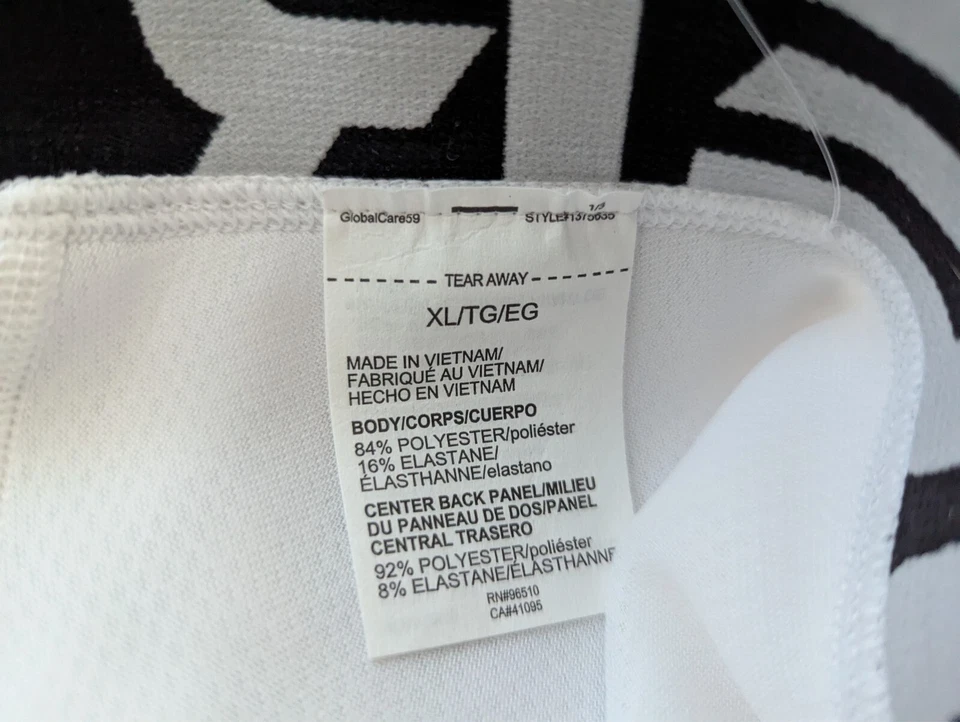 GlobalCare59
TEAR AWAY
XL/TG/EG
MADE IN VIETNAM/
FABRIQUÉ AU VIETNAM/
HECHO EN VIETNAM
BODY/CORPS/CUERPO
84% POLYESTER/poliéster
16% ELASTANE/
ÉLASTHANNE/elastano
CENTER BACK PANEL/MILIEU
DU PANNEAU DE DOS/PANEL
CENTRAL TRASERO
92% POLYESTER/poliéster
8% ELASTANE/ÉLASTHANNE
RN#96510
CA#41095